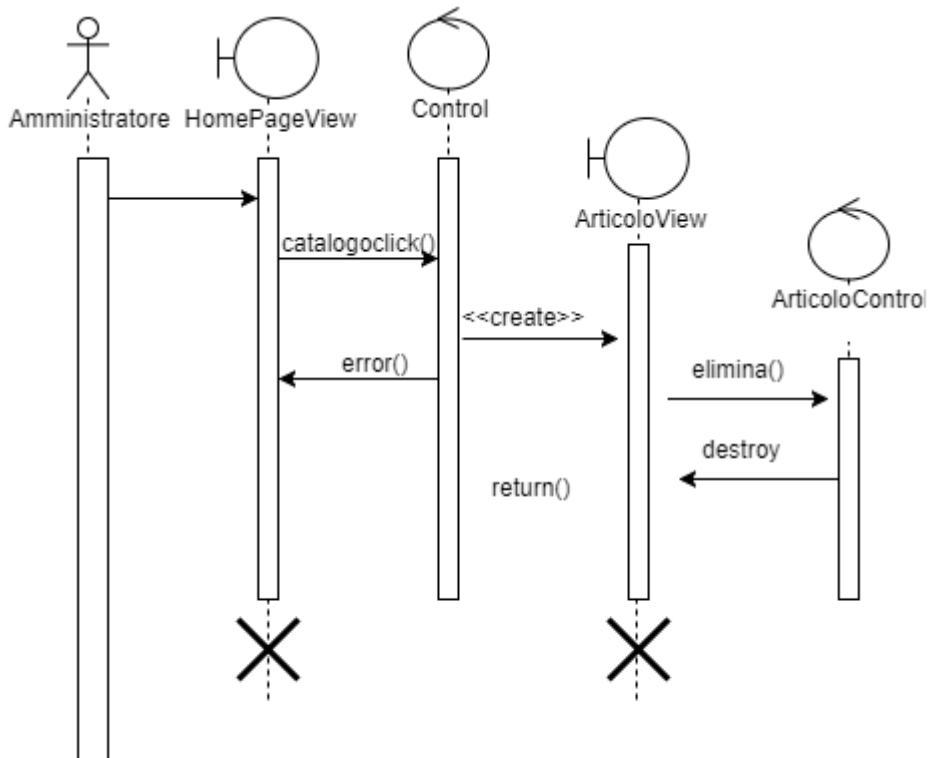 Amministratore
HomePageView
Control
ArticoloView
ArticoloControl
catalogoclick()
<<create>>
error()
elimina()
destroy
return()